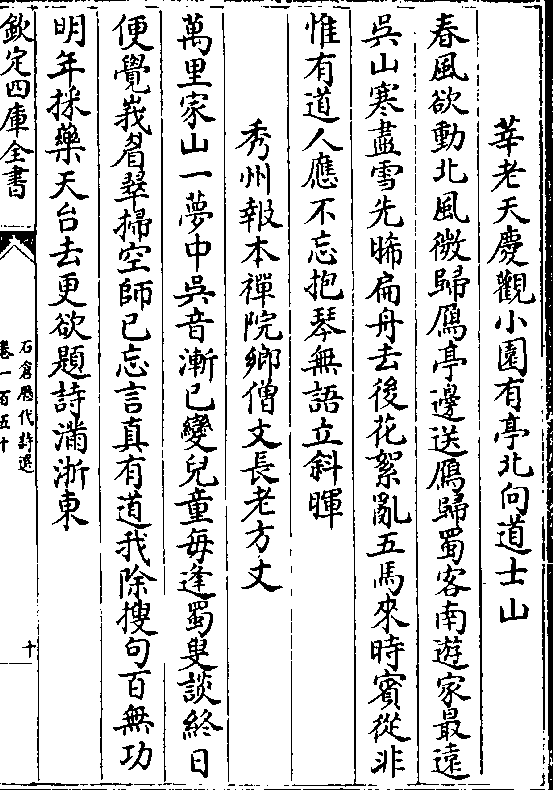 莘老天慶觀小園有亭北向道士山
春風欲動北風微歸鴈亭邊送鴈歸蜀客南遊家最遠
吳山寒盡雪先晞扁舟去後花絮亂五馬來時賓從非
惟有道人應不忘抱琴無語立斜暉
秀州報本禪院鄉僧文長老方丈
萬里家山一夢中吳音漸已變兒童毎逢蜀叟談終日
便覺峩眉翠掃空師已忘言真有道我除搜句百無功
明年採藥天台去更欲題詩滿浙東
欽定四庫全書
石倉歷代詩選
卷一百五十
十